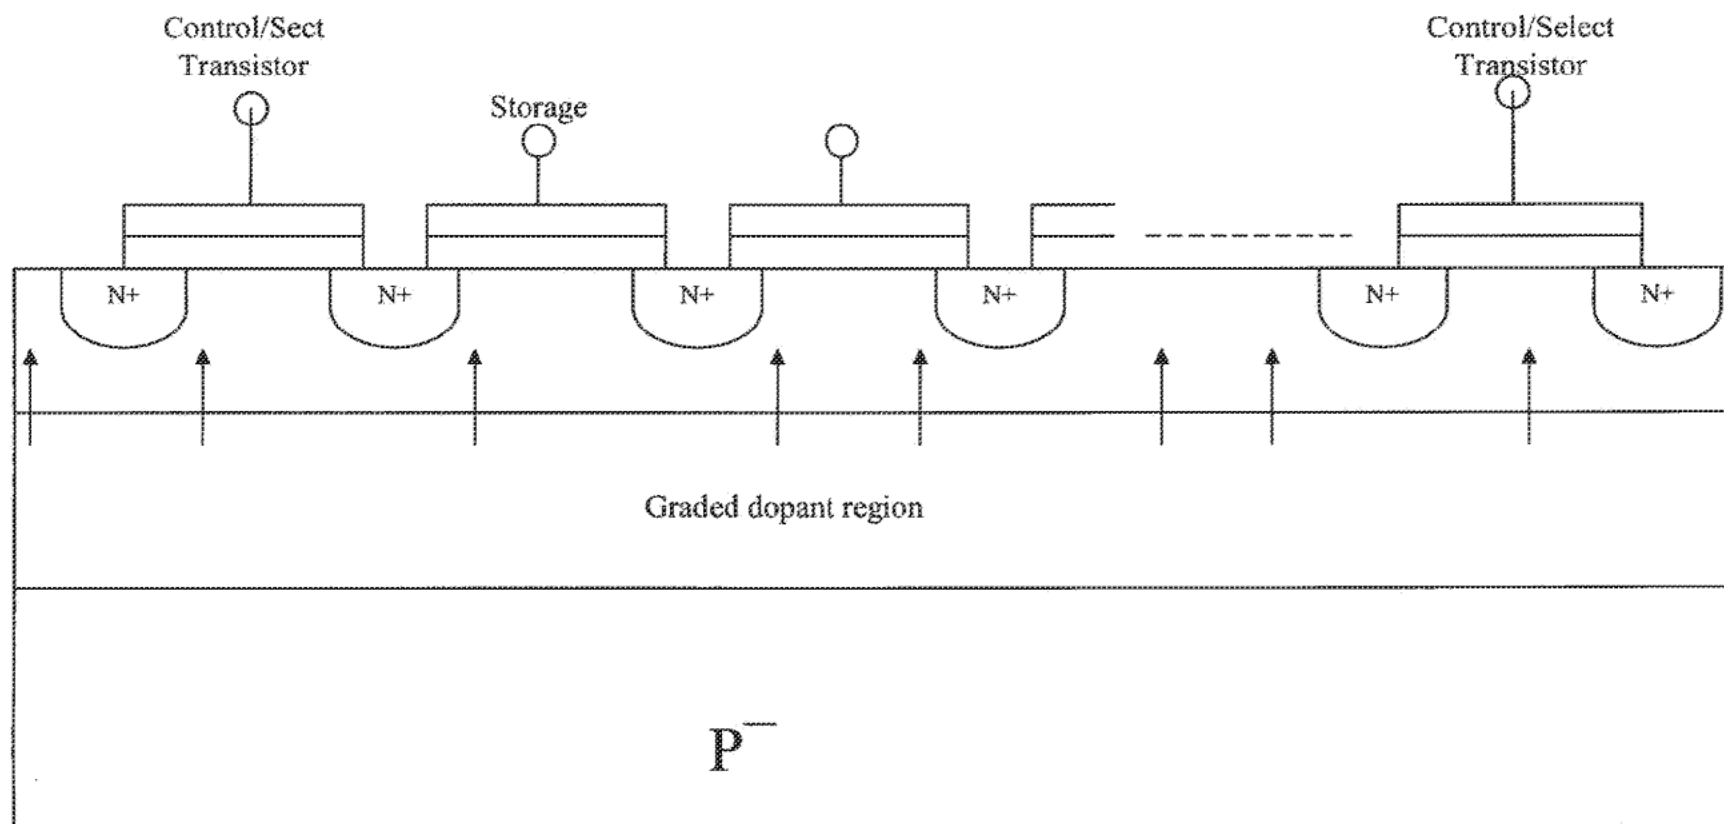 Control/Sect
Transistor
Storage
Control/Select
Transistor
N+
N+
N+
N+
N+
N+
Graded dopant region
P⁻